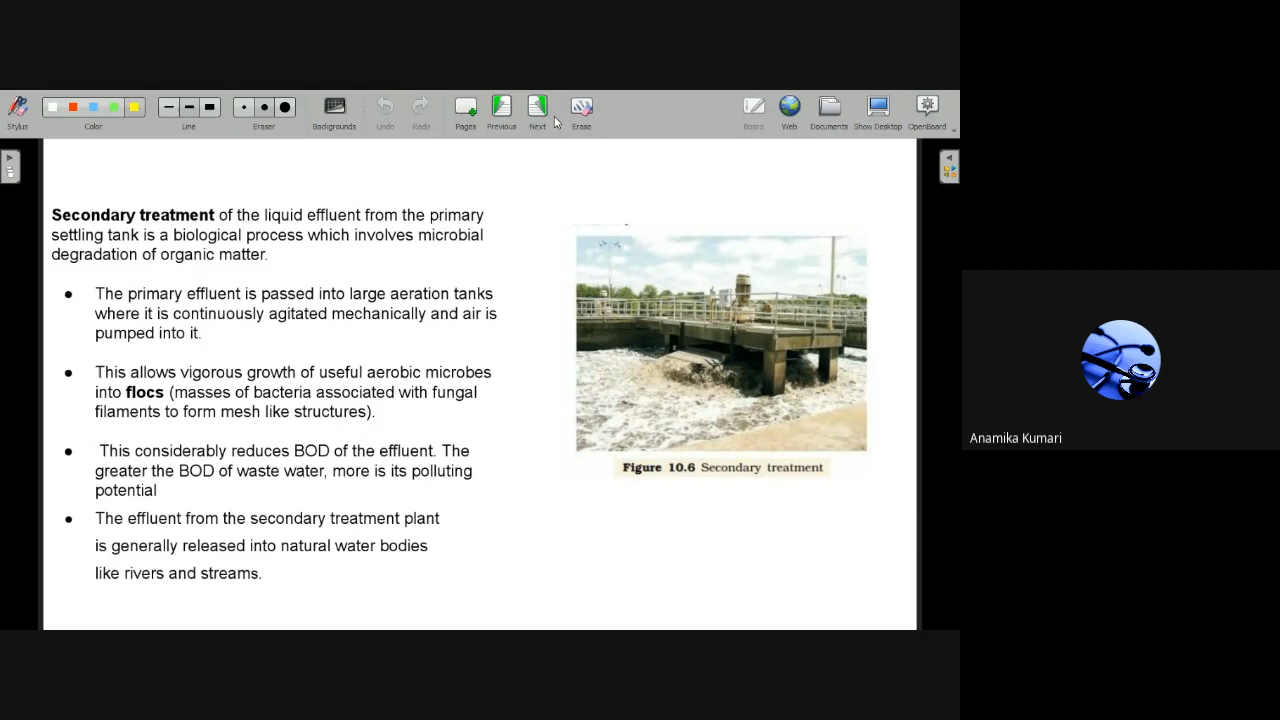 Stylus
Color
Line
Eraser
Backgrounds
Undo
Redo
Pages
Previous
Next
Erase
Board
Web
Documents
Show Desktop
OpenBoard
Secondary treatment of the liquid effluent from the primary
settling tank is a biological process which involves microbial
degradation of organic matter.
● The primary effluent is passed into large aeration tanks
where it is continuously agitated mechanically and air is
pumped into it.
● This allows vigorous growth of useful aerobic microbes
into flocs (masses of bacteria associated with fungal
filaments to form mesh like structures).
● This considerably reduces BOD of the effluent. The
greater the BOD of waste water, more is its polluting
potential
● The effluent from the secondary treatment plant
is generally released into natural water bodies
like rivers and streams.
Figure 10.6 Secondary treatment
Anamika Kumari